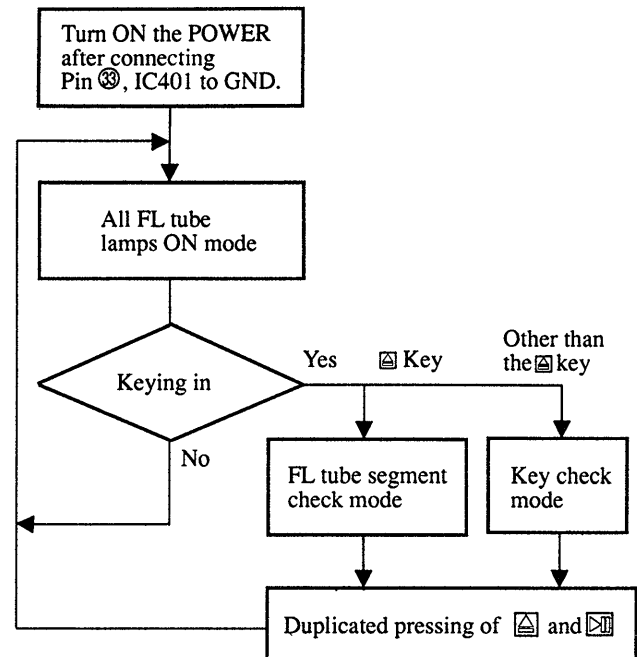 Turn ON the POWER
after connecting
Pin ㉝, IC401 to GND.
All FL tube
lamps ON mode
Keying in
Yes
⏏ Key
Other than
the ⏏ key
No
FL tube segment
check mode
Key check
mode
Duplicated pressing of ⏏ and ⏯